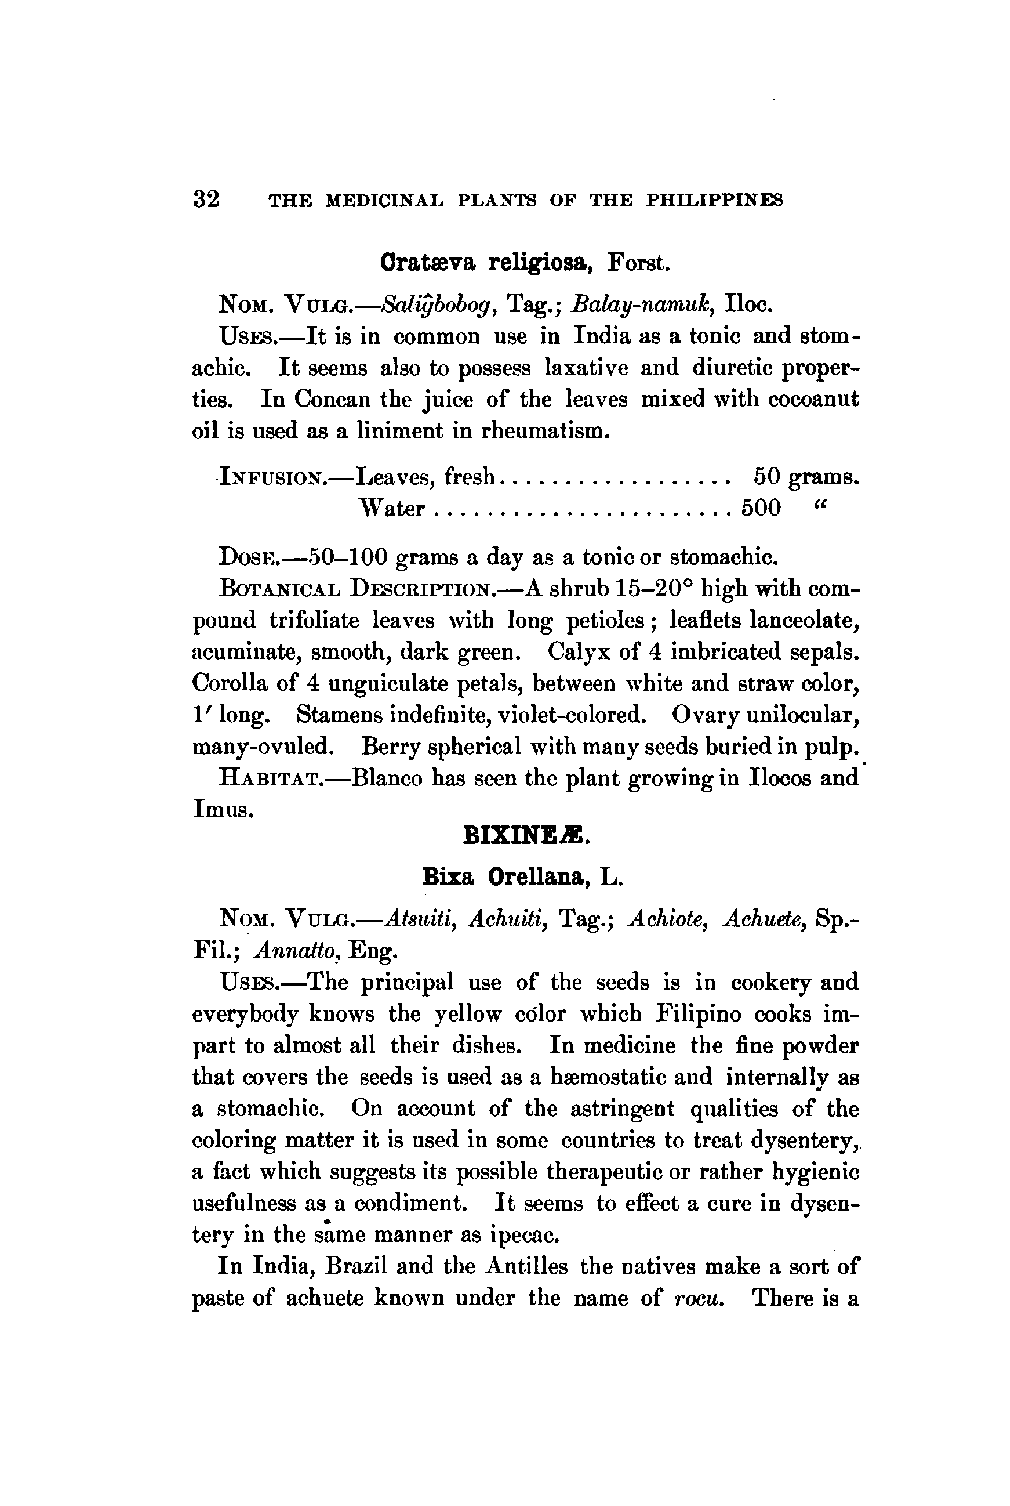 32 THE MEDICINAL PLANTS OF THE PHILIPPINES
Cratæva religiosa, Forst.
NOM. VULG.—Saligbobog, Tag.; Balay-namuk, Iloc.
USES.—It is in common use in India as a tonic and stom-
achic. It seems also to possess laxative and diuretic proper-
ties. In Concan the juice of the leaves mixed with cocoanut
oil is used as a liniment in rheumatism.
INFUSION.—Leaves, fresh.................. 50 grams.
Water ....................... 500 “
DOSE.—50–100 grams a day as a tonic or stomachic.
BOTANICAL DESCRIPTION.—A shrub 15–20° high with com-
pound trifoliate leaves with long petioles; leaflets lanceolate,
acuminate, smooth, dark green. Calyx of 4 imbricated sepals.
Corolla of 4 unguiculate petals, between white and straw color,
1′ long. Stamens indefinite, violet-colored. Ovary unilocular,
many-ovuled. Berry spherical with many seeds buried in pulp.
HABITAT.—Blanco has seen the plant growing in Ilocos and
Imus.
BIXINEÆ.
Bixa Orellana, L.
NOM. VULG.—Atsuiti, Achuiti, Tag.; Achiote, Achuete, Sp.-
Fil.; Annatto, Eng.
USES.—The principal use of the seeds is in cookery and
everybody knows the yellow color which Filipino cooks im-
part to almost all their dishes. In medicine the fine powder
that covers the seeds is used as a hæmostatic and internally as
a stomachic. On account of the astringent qualities of the
coloring matter it is used in some countries to treat dysentery,
a fact which suggests its possible therapeutic or rather hygienic
usefulness as a condiment. It seems to effect a cure in dysen-
tery in the same manner as ipecac.
In India, Brazil and the Antilles the natives make a sort of
paste of achuete known under the name of rocu. There is a